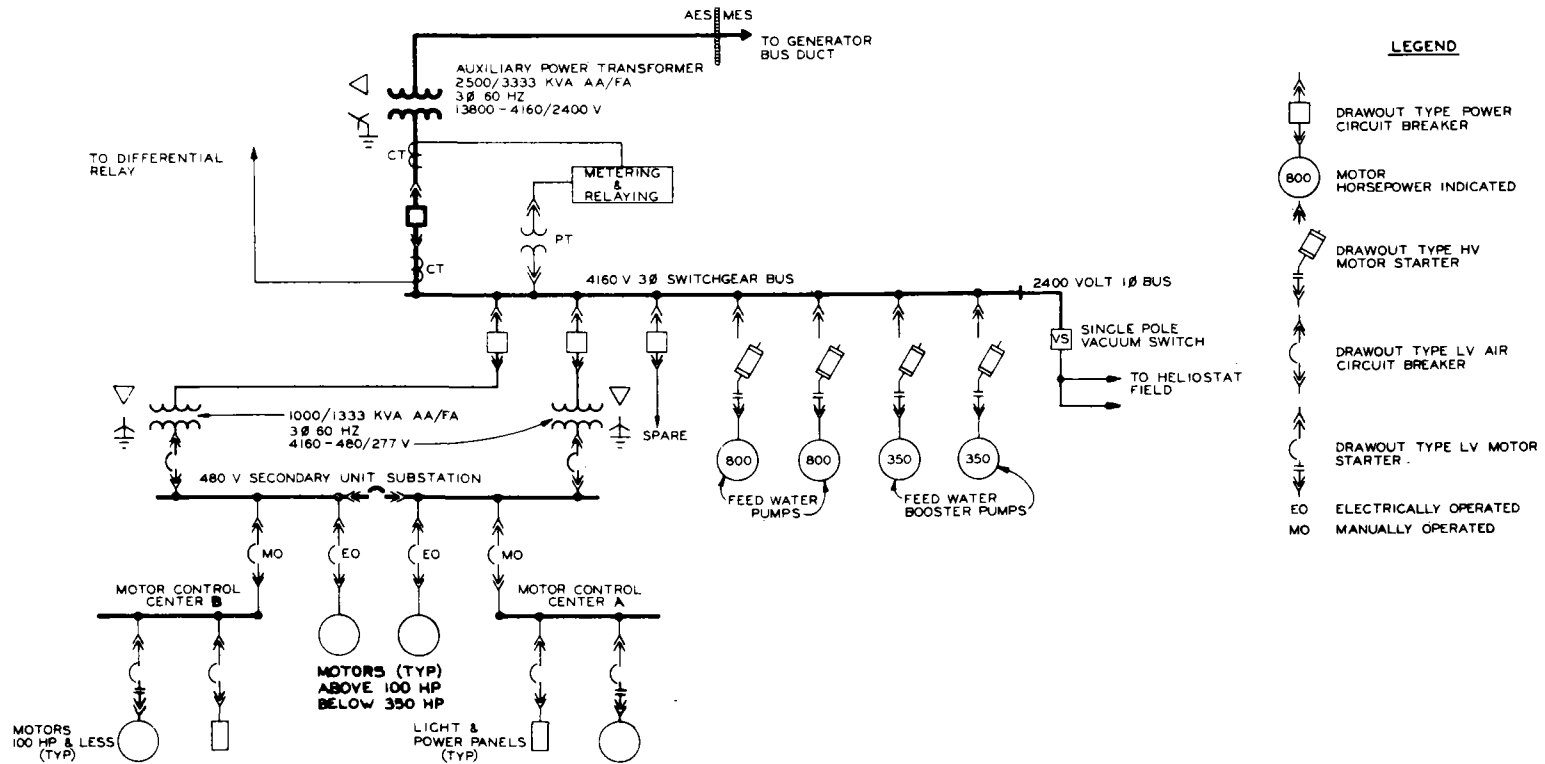 AES MES
TO GENERATOR
BUS DUCT
AUXILIARY POWER TRANSFORMER
2500/3333 KVA AA/FA
3Ø 60 HZ
13800-4160/2400 V
CT
TO DIFFERENTIAL
RELAY
METERING
&
RELAYING
PT
CT
4160 V 3Ø SWITCHGEAR BUS
2400 VOLT 1Ø BUS
VS
SINGLE POLE
VACUUM SWITCH
TO HELIOSTAT
FIELD
1000/1333 KVA AA/FA
3Ø 60 HZ
4160-480/277 V
SPARE
800
800
350
350
FEED WATER
PUMPS
FEED WATER
BOOSTER PUMPS
480 V SECONDARY UNIT SUBSTATION
MO
EO
EO
MO
MOTOR CONTROL
CENTER B
MOTOR CONTROL
CENTER A
MOTORS (TYP)
ABOVE 100 HP
BELOW 350 HP
MOTORS
100 HP & LESS
(TYP)
LIGHT &
POWER PANELS
(TYP)
LEGEND
DRAWOUT TYPE POWER
CIRCUIT BREAKER
800
MOTOR
HORSEPOWER INDICATED
DRAWOUT TYPE HV
MOTOR STARTER
DRAWOUT TYPE LV AIR
CIRCUIT BREAKER
DRAWOUT TYPE LV MOTOR
STARTER.
EO ELECTRICALLY OPERATED
MO MANUALLY OPERATED